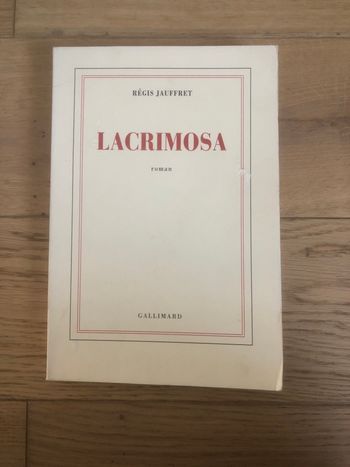 RÉGIS JAUFFRET
LACRIMOSA
roman
GALLIMARD